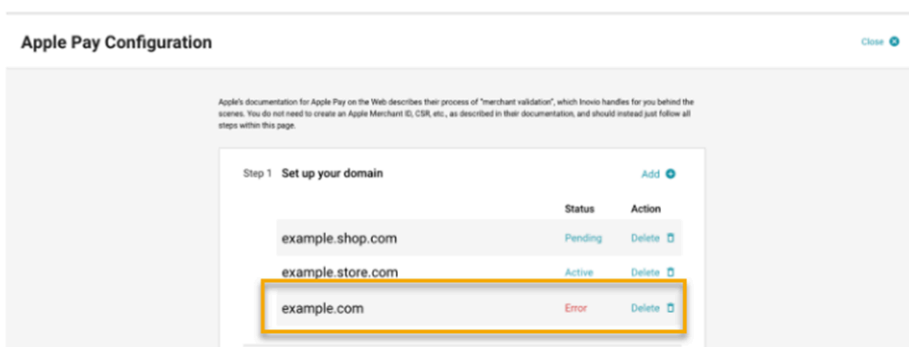 Apple Pay Configuration
Close
Apple's documentation for Apple Pay on the Web describes their process of "merchant validation", which Inovio handles for you behind the
scenes. You do not need to create an Apple Merchant ID, CSR, etc., as described in their documentation, and should instead just follow all
steps within this page.
Step 1 Set up your domain Add
Status Action
example.shop.com Pending Delete
example.store.com Active Delete
example.com Error Delete